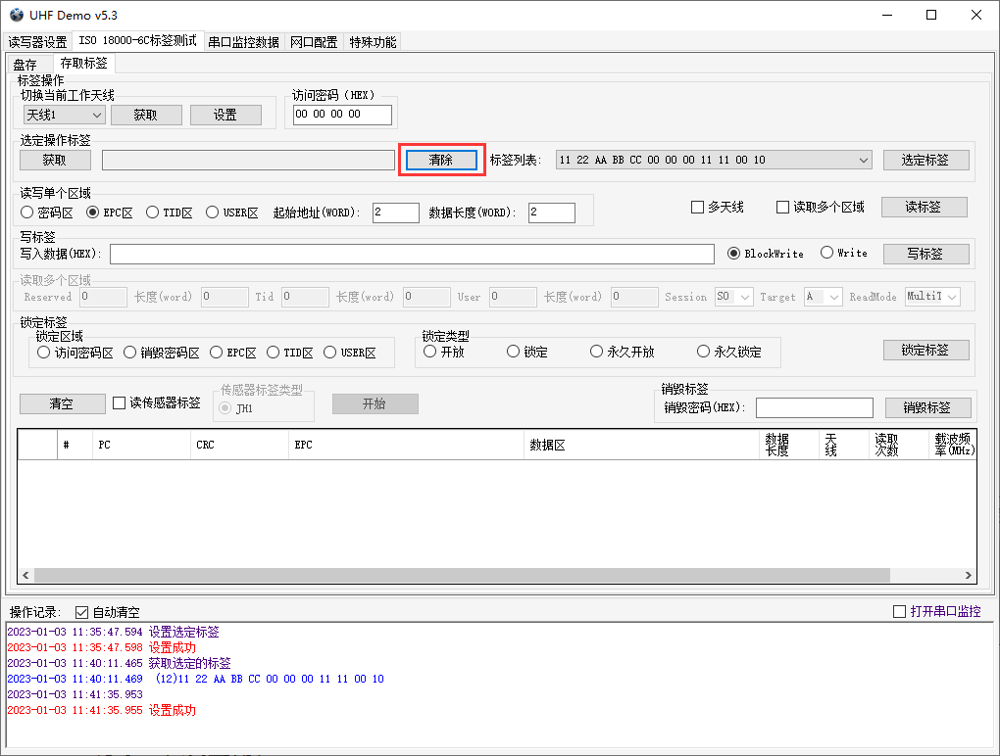 UHF Demo v5.3
读写器设置 ISO 18000-6C标签测试 串口监控数据 网口配置 特殊功能
盘存 存取标签
标签操作
切换当前工作天线 访问密码(HEX)
天线1 获取 设置 00 00 00 00
选定操作标签
获取 清除 标签列表: 11 22 AA BB CC 00 00 00 11 11 00 10 选定标签
读写单个区域
密码区 EPC区 TID区 USER区 起始地址(WORD): 2 数据长度(WORD): 2 多天线 读取多个区域 读标签
写标签
写入数据(HEX): BlockWrite Write 写标签
读取多个区域
Reserved 0 长度(word) 0 Tid 0 长度(word) 0 User 0 长度(word) 0 Session S0 Target A ReadMode MultiT
锁定标签
锁定区域 锁定类型
访问密码区 销毁密码区 EPC区 TID区 USER区 开放 锁定 永久开放 永久锁定 锁定标签
清空 读传感器标签 传感器标签类型 JH1 开始 销毁标签 销毁密码(HEX): 销毁标签
# PC CRC EPC 数据区 数据长度 天线 读取次数 载波频率(MHz)
操作记录: 自动清空 打开串口监控
2023-01-03 11:35:47.594 设置选定标签
2023-01-03 11:35:47.598 设置成功
2023-01-03 11:40:11.465 获取选定的标签
2023-01-03 11:40:11.469 (12)11 22 AA BB CC 00 00 00 11 11 00 10
2023-01-03 11:41:35.953
2023-01-03 11:41:35.955 设置成功